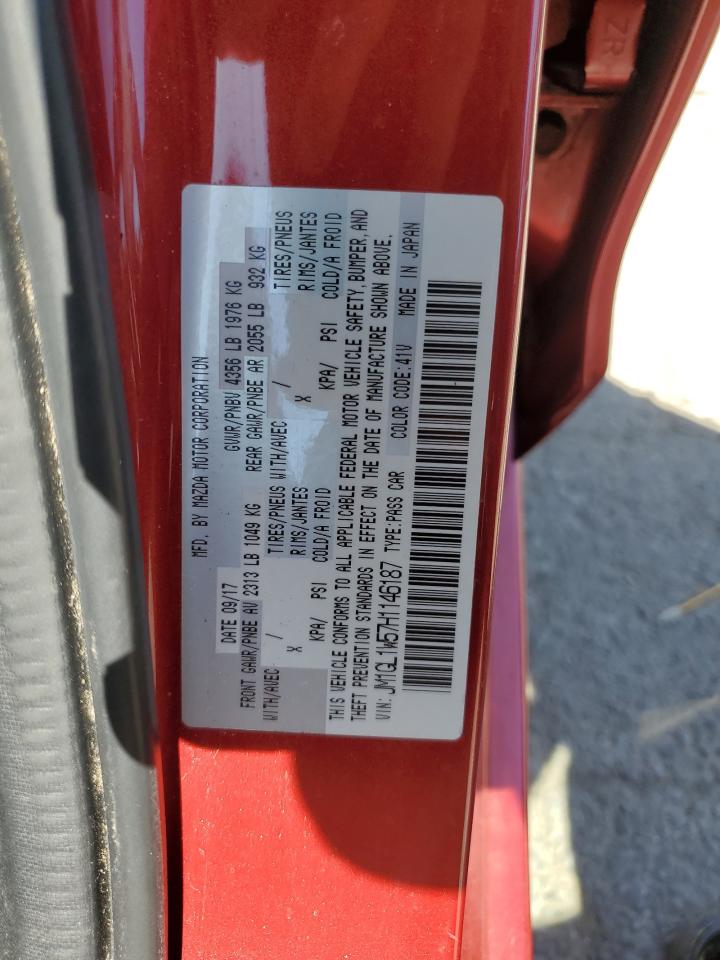 MFD. BY MAZDA MOTOR CORPORATION
DATE 09/17 GVWR/PNBV 4356 LB 1976 KG
FRONT GAWR/PNBE AV 2313 LB 1049 KG REAR GAWR/PNBE AR 2055 LB 932 KG
WITH/AVEC / TIRES/PNEUS WITH/AVEC / TIRES/PNEUS
X RIMS/JANTES X RIMS/JANTES
KPA/ PSI COLD/A FROID KPA/ PSI COLD/A FROID
THIS VEHICLE CONFORMS TO ALL APPLICABLE FEDERAL MOTOR VEHICLE SAFETY, BUMPER, AND
THEFT PREVENTION STANDARDS IN EFFECT ON THE DATE OF MANUFACTURE SHOWN ABOVE.
VIN: JM1GL1W57H1146187 TYPE:PASS CAR COLOR CODE:41V MADE IN JAPAN
ZR